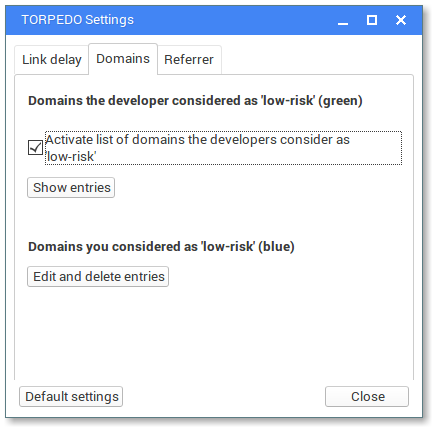 TORPEDO Settings
Link delay Domains Referrer
Domains the developer considered as 'low-risk' (green)
Activate list of domains the developers consider as
'low-risk'
Show entries
Domains you considered as 'low-risk' (blue)
Edit and delete entries
Default settings Close